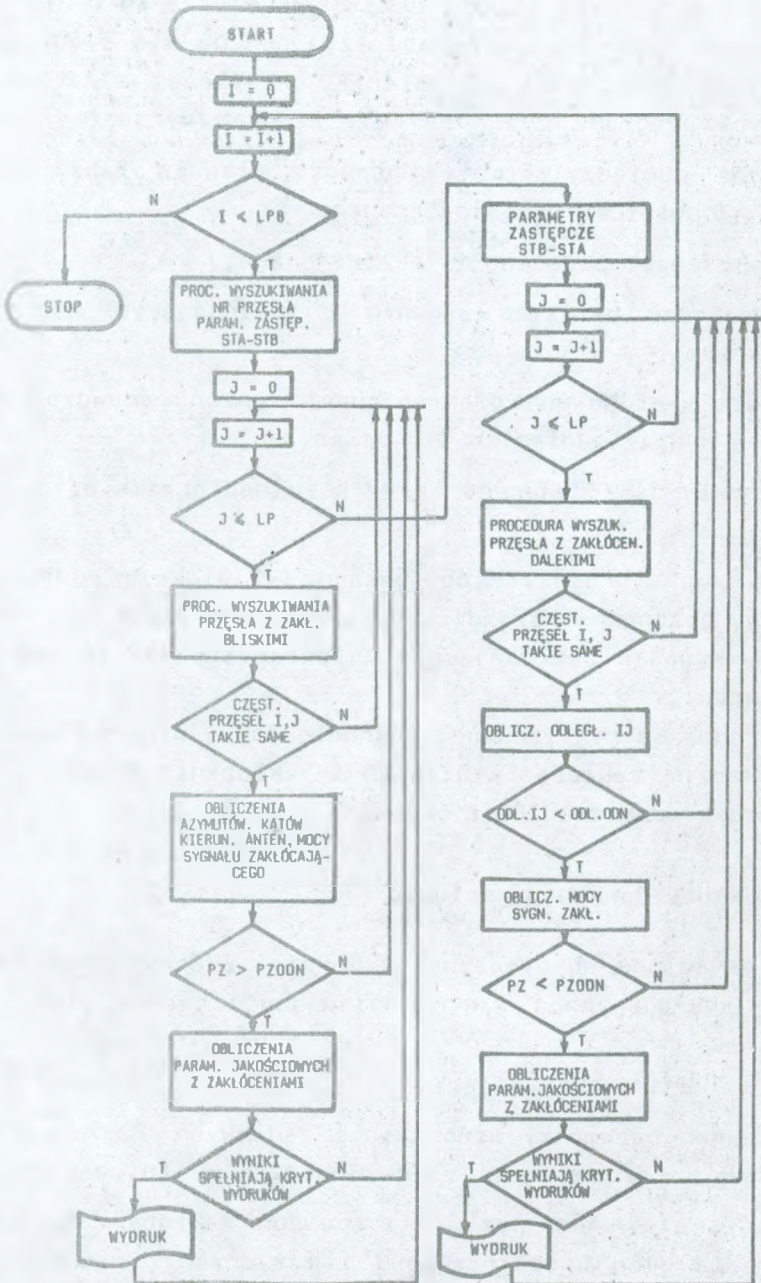 START
I = 0
I = I+1
N
I < LPB
T
STOP
PROC. WYSZUKIWANIA
NR PRZĘSŁA
PARAM. ZASTĘP.
STA-STB
J = 0
J = J+1
J ⩽ LP
N
T
PROC. WYSZUKIWANIA
PRZĘSŁA Z ZAKŁ.
BLISKIMI
CZĘST.
PRZĘSEŁ I,J
TAKIE SAME
N
T
OBLICZENIA
AZYMUTÓW. KĄTÓW
KIERUN. ANTEN, MOCY
SYGNAŁU ZAKŁÓCAJĄ-
CEGO
PZ > PZODN
N
T
OBLICZENIA
PARAM. JAKOŚCIOWYCH
Z ZAKŁÓCENIAMI
T
WYNIKI
SPEŁNIAJĄ KRYT.
WYDRUKÓW
N
WYDRUK
PARAMETRY
ZASTĘPCZE
STB-STA
J = 0
J = J+1
J ⩽ LP
N
T
PROCEDURA WYSZUK.
PRZĘSŁA Z ZAKŁÓCEN.
DALEKIMI
CZĘST.
PRZĘSEŁ I, J
TAKIE SAME
N
T
OBLICZ. ODLEGŁ. IJ
ODL.IJ < ODL.ODN
N
T
OBLICZ. MOCY
SYGN. ZAKŁ.
PZ < PZODN
N
T
OBLICZENIA
PARAM.JAKOŚCIOWYCH
Z ZAKŁÓCENIAMI
T
WYNIKI
SPEŁNIAJĄ KRYT.
WYDRUKÓW
N
WYDRUK